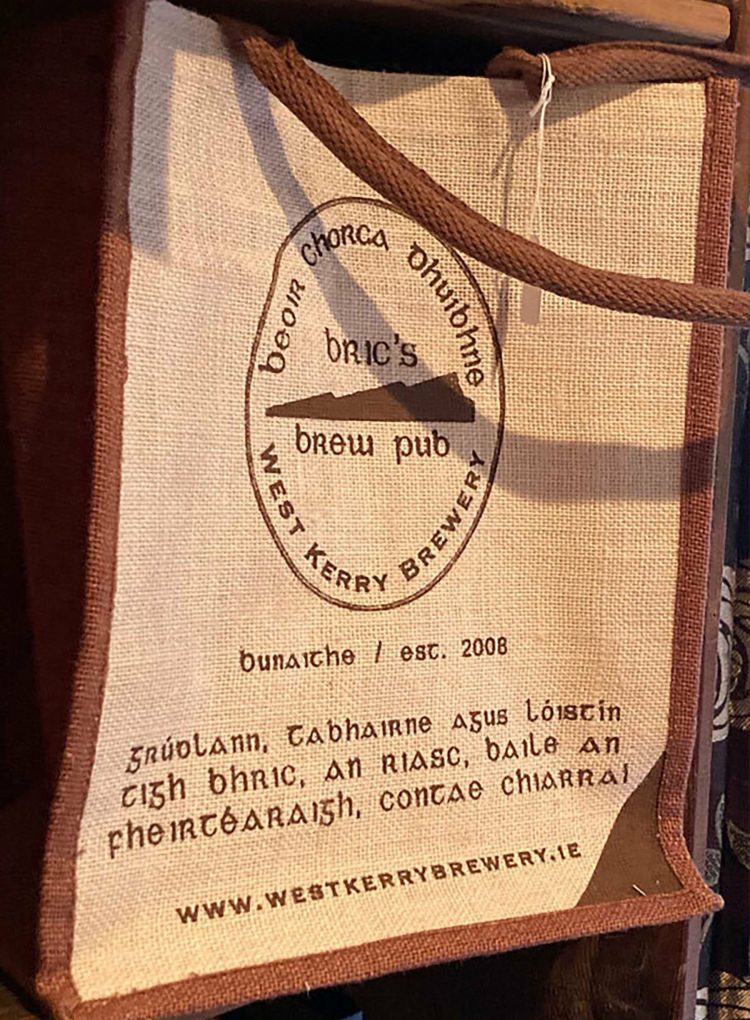 Beoir Chorca Dhuibhne
Bric's
Brew Pub
West Kerry Brewery
Bunaithe / est. 2008
Grúdlann, Tabhairne agus Lóistín
Tigh Bhric, An Riasc, Baile an
Fheirtéaraigh, Contae Chiarraí
WWW.WESTKERRYBREWERY.IE